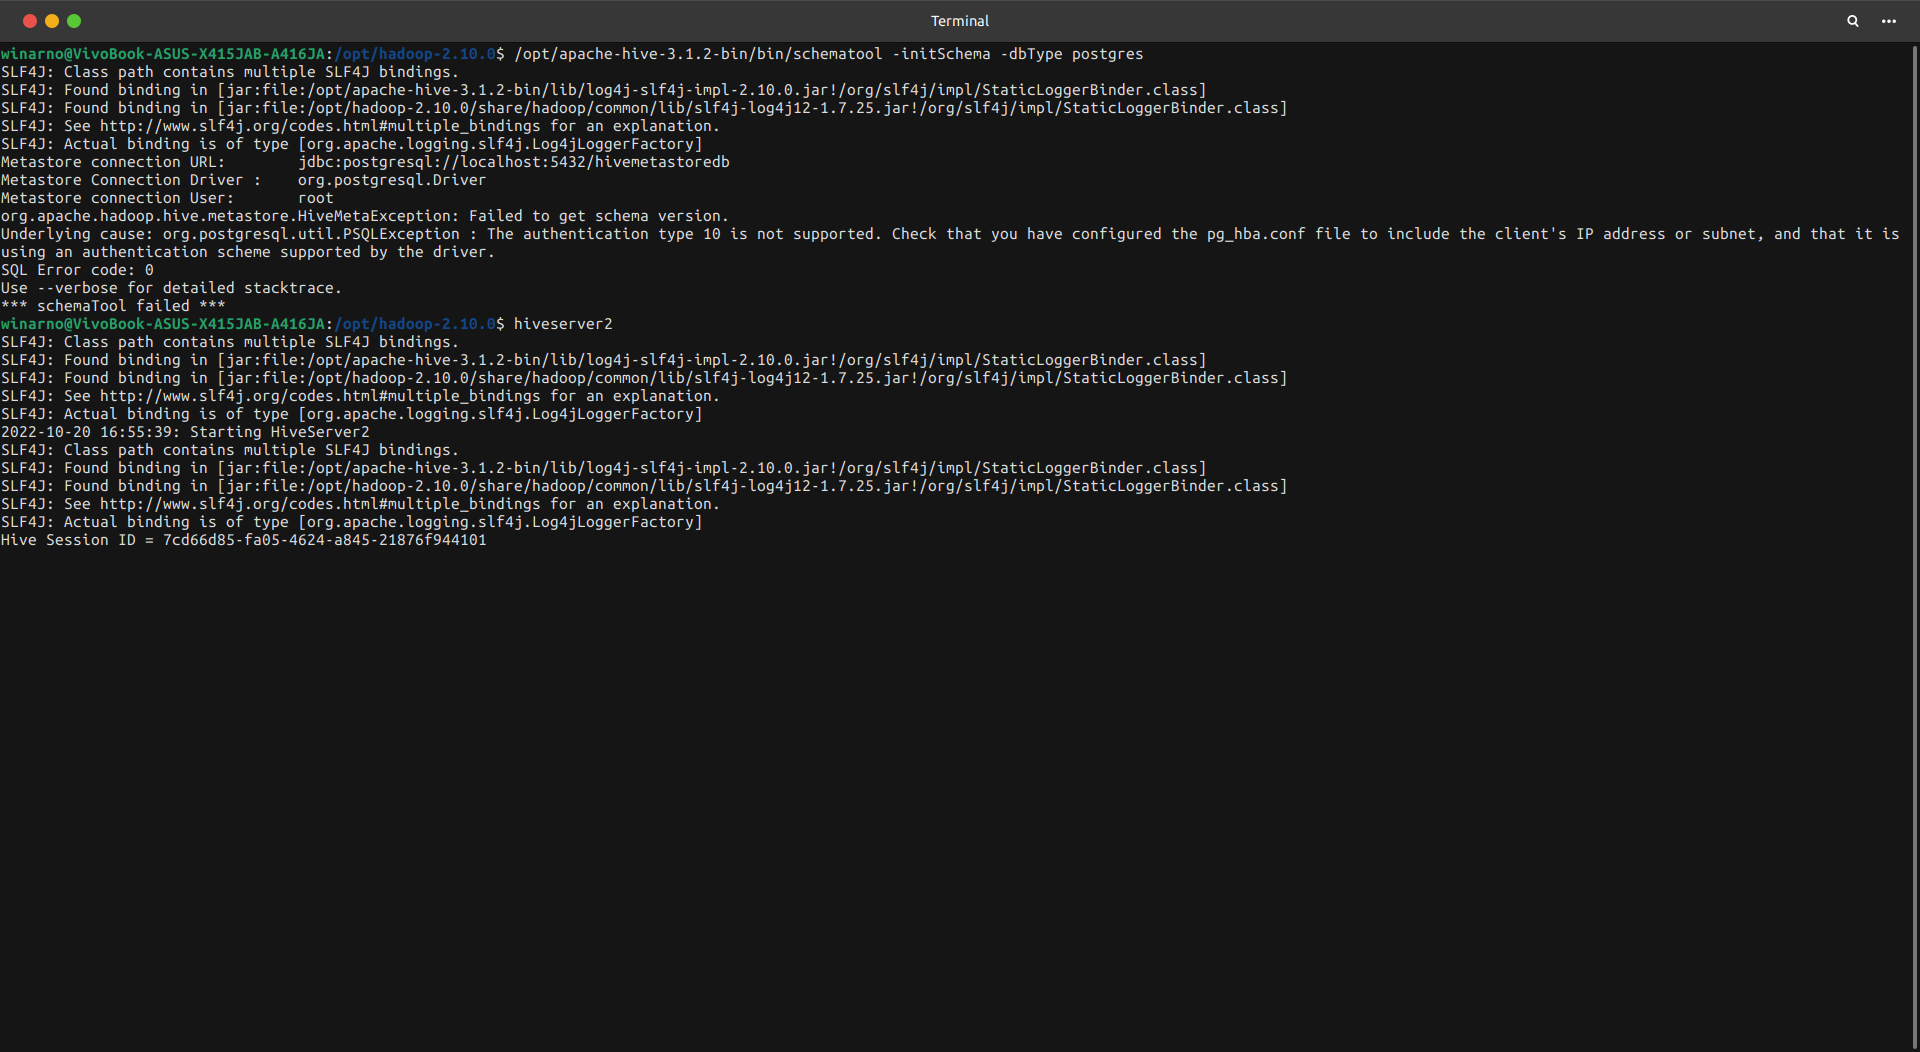 Terminal
winarno@VivoBook-ASUS-X415JAB-A416JA:/opt/hadoop-2.10.0$ /opt/apache-hive-3.1.2-bin/bin/schematool -initSchema -dbType postgres
SLF4J: Class path contains multiple SLF4J bindings.
SLF4J: Found binding in [jar:file:/opt/apache-hive-3.1.2-bin/lib/log4j-slf4j-impl-2.10.0.jar!/org/slf4j/impl/StaticLoggerBinder.class]
SLF4J: Found binding in [jar:file:/opt/hadoop-2.10.0/share/hadoop/common/lib/slf4j-log4j12-1.7.25.jar!/org/slf4j/impl/StaticLoggerBinder.class]
SLF4J: See http://www.slf4j.org/codes.html#multiple_bindings for an explanation.
SLF4J: Actual binding is of type [org.apache.logging.slf4j.Log4jLoggerFactory]
Metastore connection URL:        jdbc:postgresql://localhost:5432/hivemetastoredb
Metastore Connection Driver :    org.postgresql.Driver
Metastore connection User:       root
org.apache.hadoop.hive.metastore.HiveMetaException: Failed to get schema version.
Underlying cause: org.postgresql.util.PSQLException : The authentication type 10 is not supported. Check that you have configured the pg_hba.conf file to include the client's IP address or subnet, and that it is
using an authentication scheme supported by the driver.
SQL Error code: 0
Use --verbose for detailed stacktrace.
*** schemaTool failed ***
winarno@VivoBook-ASUS-X415JAB-A416JA:/opt/hadoop-2.10.0$ hiveserver2
SLF4J: Class path contains multiple SLF4J bindings.
SLF4J: Found binding in [jar:file:/opt/apache-hive-3.1.2-bin/lib/log4j-slf4j-impl-2.10.0.jar!/org/slf4j/impl/StaticLoggerBinder.class]
SLF4J: Found binding in [jar:file:/opt/hadoop-2.10.0/share/hadoop/common/lib/slf4j-log4j12-1.7.25.jar!/org/slf4j/impl/StaticLoggerBinder.class]
SLF4J: See http://www.slf4j.org/codes.html#multiple_bindings for an explanation.
SLF4J: Actual binding is of type [org.apache.logging.slf4j.Log4jLoggerFactory]
2022-10-20 16:55:39: Starting HiveServer2
SLF4J: Class path contains multiple SLF4J bindings.
SLF4J: Found binding in [jar:file:/opt/apache-hive-3.1.2-bin/lib/log4j-slf4j-impl-2.10.0.jar!/org/slf4j/impl/StaticLoggerBinder.class]
SLF4J: Found binding in [jar:file:/opt/hadoop-2.10.0/share/hadoop/common/lib/slf4j-log4j12-1.7.25.jar!/org/slf4j/impl/StaticLoggerBinder.class]
SLF4J: See http://www.slf4j.org/codes.html#multiple_bindings for an explanation.
SLF4J: Actual binding is of type [org.apache.logging.slf4j.Log4jLoggerFactory]
Hive Session ID = 7cd66d85-fa05-4624-a845-21876f944101